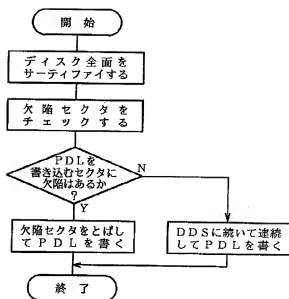 開始
ディスク全面を
サーティファイする
欠陥セクタを
チェックする
PDLを
書き込むセクタに
欠陥はあるか
?
N
Y
欠陥セクタをとばし
てPDLを書く
DDSに続いて連続
してPDLを書く
終了